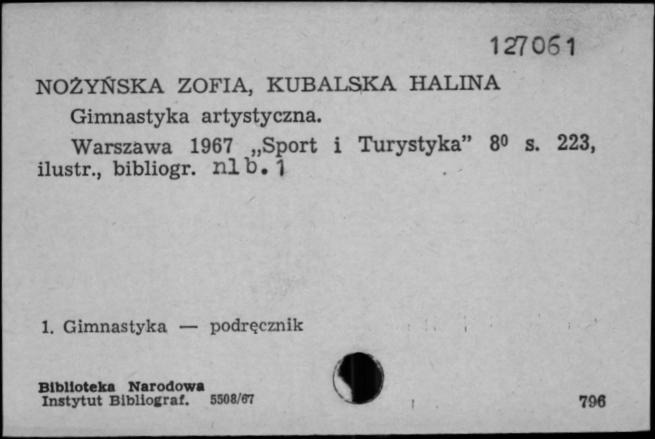 127061
NOŻYŃSKA ZOFIA, KUBALSKA HALINA
Gimnastyka artystyczna.
Warszawa 1967 „Sport i Turystyka” 8⁰ s. 223,
ilustr., bibliogr. nlb. 1
1. Gimnastyka — podręcznik
Biblioteka Narodowa
Instytut Bibliograf. 5508/67
796